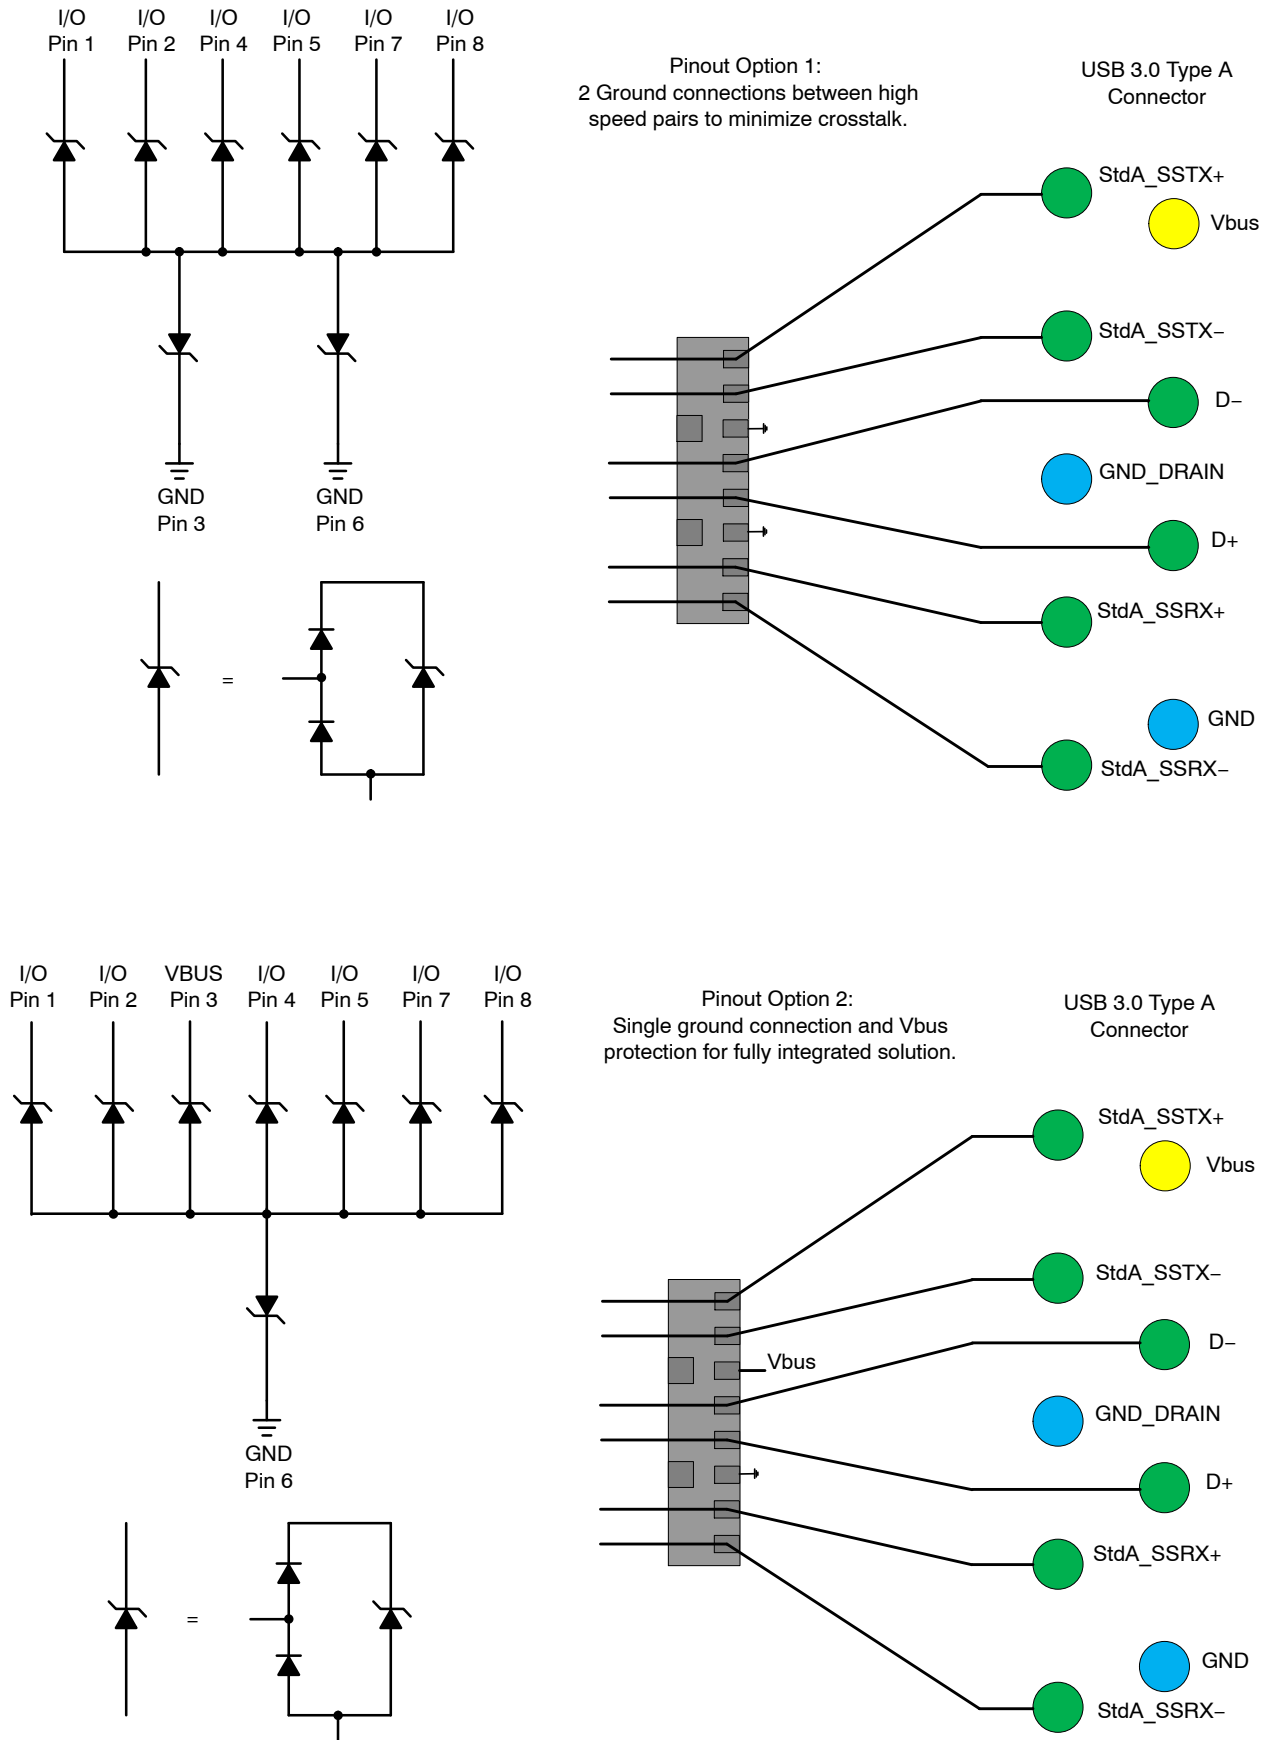 I/O I/O I/O I/O I/O I/O
Pin 1 Pin 2 Pin 4 Pin 5 Pin 7 Pin 8
GND GND
Pin 3 Pin 6
=
Pinout Option 1:
2 Ground connections between high
speed pairs to minimize crosstalk.
USB 3.0 Type A
Connector
StdA_SSTX+
Vbus
StdA_SSTX−
D−
GND_DRAIN
D+
StdA_SSRX+
GND
StdA_SSRX−
I/O I/O VBUS I/O I/O I/O I/O
Pin 1 Pin 2 Pin 3 Pin 4 Pin 5 Pin 7 Pin 8
GND
Pin 6
=
Pinout Option 2:
Single ground connection and Vbus
protection for fully integrated solution.
USB 3.0 Type A
Connector
StdA_SSTX+
Vbus
StdA_SSTX−
D−
Vbus
GND_DRAIN
D+
StdA_SSRX+
GND
StdA_SSRX−